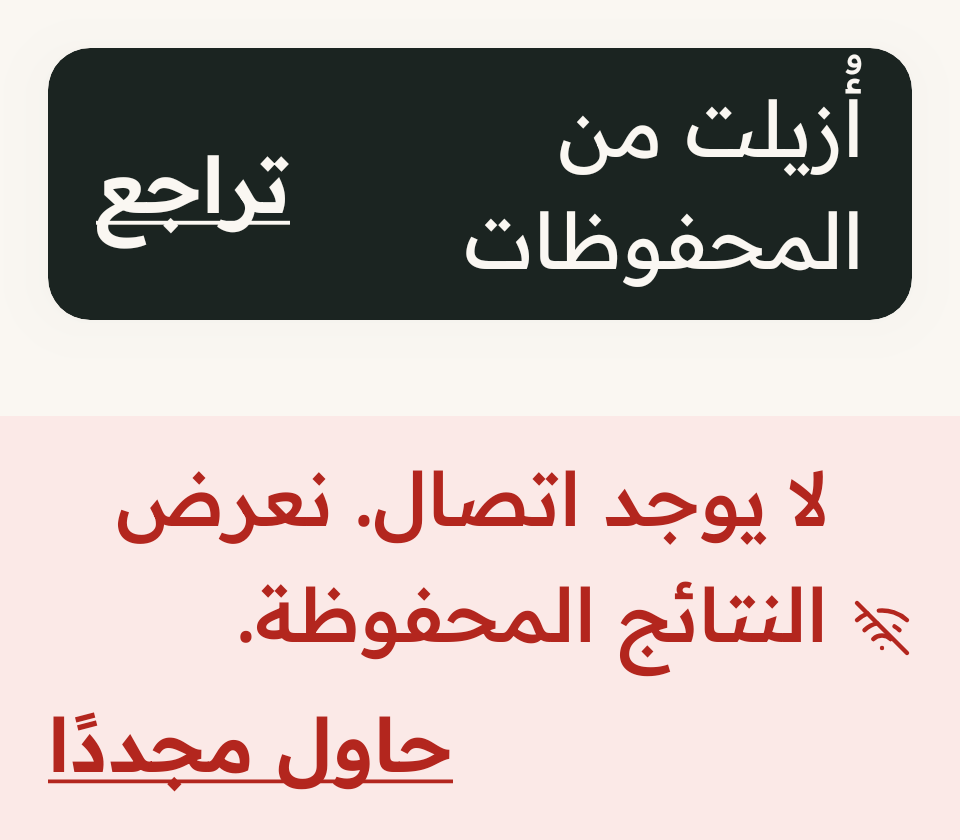 أُزيلت من
المحفوظات
تراجع
لا يوجد اتصال. نعرض
النتائج المحفوظة.
حاول مجددًا